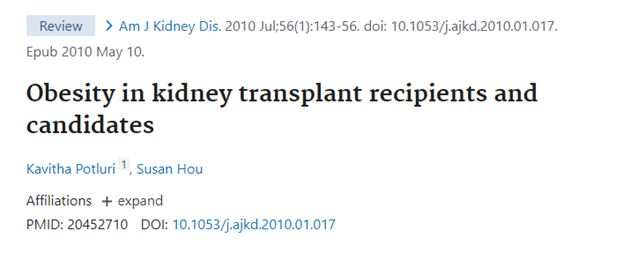 Review > Am J Kidney Dis. 2010 Jul;56(1):143-56. doi: 10.1053/j.ajkd.2010.01.017.
Epub 2010 May 10.
Obesity in kidney transplant recipients and
candidates
Kavitha Potluri 1, Susan Hou
Affiliations + expand
PMID: 20452710 DOI: 10.1053/j.ajkd.2010.01.017